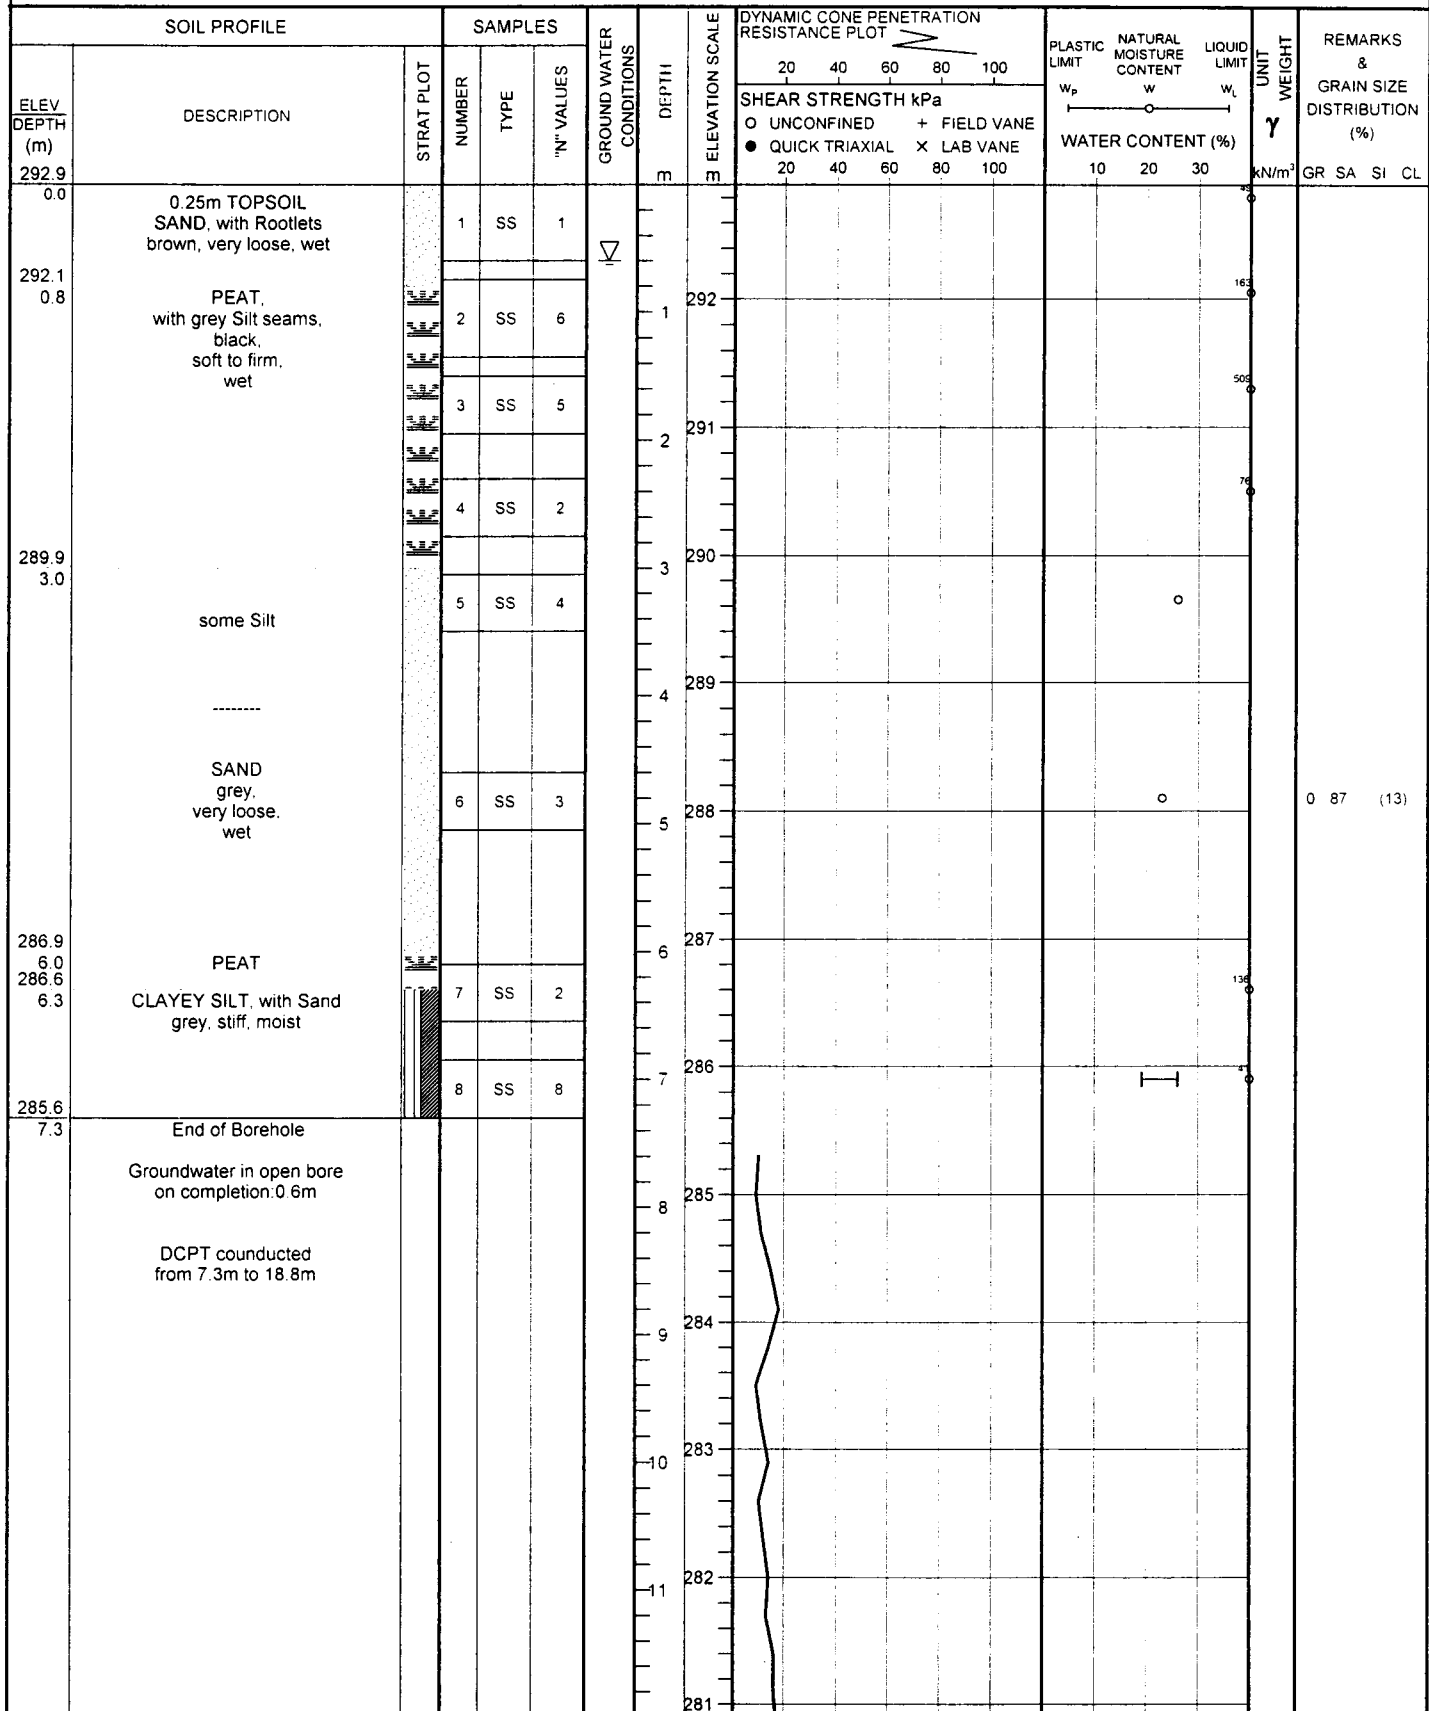 SOIL PROFILE
SAMPLES
GROUND WATER
CONDITIONS
DEPTH
m
ELEVATION SCALE
m
DYNAMIC CONE PENETRATION
RESISTANCE PLOT
20 40 60 80 100
SHEAR STRENGTH kPa
O UNCONFINED + FIELD VANE
● QUICK TRIAXIAL × LAB VANE
20 40 60 80 100
PLASTIC
LIMIT
NATURAL
MOISTURE
CONTENT
LIQUID
LIMIT
WP W WL
WATER CONTENT (%)
10 20 30
UNIT
WEIGHT
γ
kN/m³
REMARKS
&
GRAIN SIZE
DISTRIBUTION
(%)
GR SA SI CL
ELEV
DEPTH
(m)
DESCRIPTION
STRAT PLOT
NUMBER
TYPE
"N" VALUES
292.9
0.0
0.25m TOPSOIL
SAND, with Rootlets
brown, very loose, wet
1 SS 1
292.1
0.8
PEAT,
with grey Silt seams,
black,
soft to firm,
wet
2 SS 6
1
292
163
509
3 SS 5
291
2
76
4 SS 2
289.9
3.0
290
3
some Silt
5 SS 4
289
4
--------
SAND
grey,
very loose,
wet
6 SS 3
288
5
0 87 (13)
286.9
6.0
PEAT
287
6
286.6
6.3
CLAYEY SILT, with Sand
grey, stiff, moist
7 SS 2
286
7
8 SS 8
285.6
7.3
End of Borehole
Groundwater in open bore
on completion:0.6m
285
8
DCPT counducted
from 7.3m to 18.8m
284
9
283
10
282
11
281